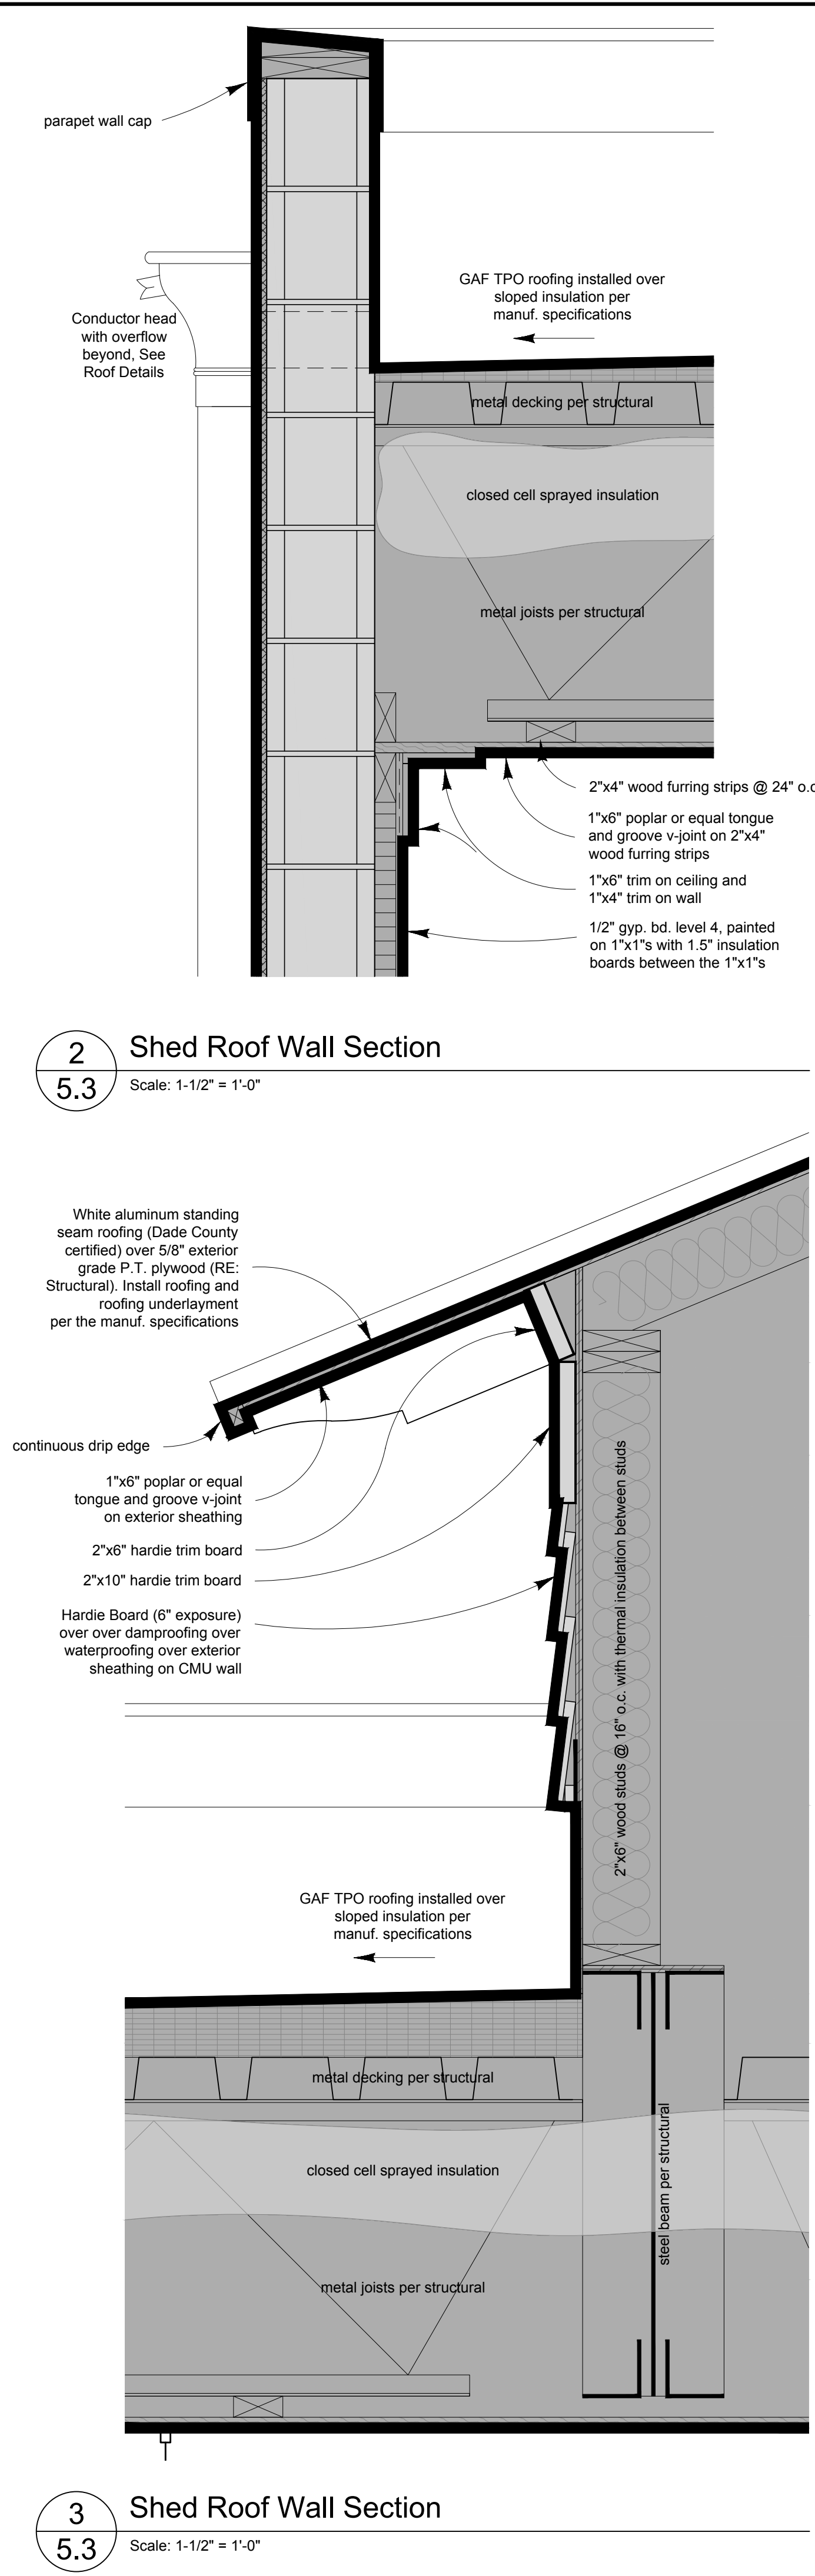 parapet wall cap
GAF TPO roofing installed over
sloped insulation per
manuf. specifications
Conductor head
with overflow
beyond, See
Roof Details
metal decking per structural
closed cell sprayed insulation
metal joists per structural
2"x4" wood furring strips @ 24" o.c
1"x6" poplar or equal tongue
and groove v-joint on 2"x4"
wood furring strips
1"x6" trim on ceiling and
1"x4" trim on wall
1/2" gyp. bd. level 4, painted
on 1"x1"s with 1.5" insulation
boards between the 1"x1"s
2
5.3
Shed Roof Wall Section
Scale: 1-1/2" = 1'-0"
White aluminum standing
seam roofing (Dade County
certified) over 5/8" exterior
grade P.T. plywood (RE:
Structural). Install roofing and
roofing underlayment
per the manuf. specifications
continuous drip edge
1"x6" poplar or equal
tongue and groove v-joint
on exterior sheathing
2"x6" hardie trim board
2"x10" hardie trim board
Hardie Board (6" exposure)
over over damproofing over
waterproofing over exterior
sheathing on CMU wall
2"x6" wood studs @ 16" o.c. with thermal insulation between studs
GAF TPO roofing installed over
sloped insulation per
manuf. specifications
metal decking per structural
closed cell sprayed insulation
steel beam per structural
metal joists per structural
3
5.3
Shed Roof Wall Section
Scale: 1-1/2" = 1'-0"